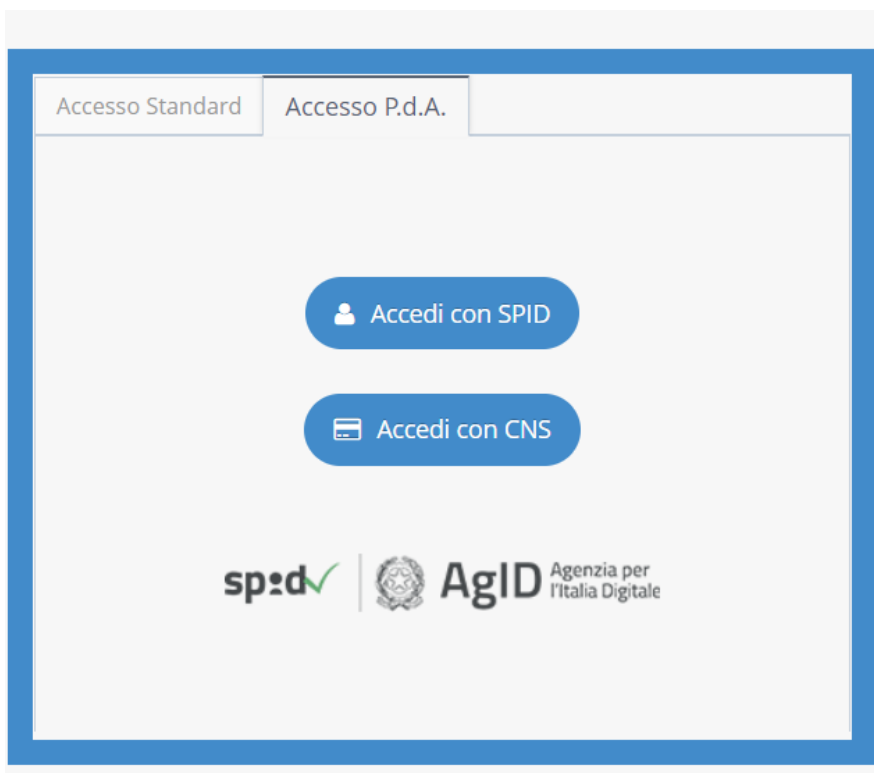 Accesso Standard
Accesso P.d.A.
Accedi con SPID
Accedi con CNS
spid
AgID
Agenzia per
l'Italia Digitale